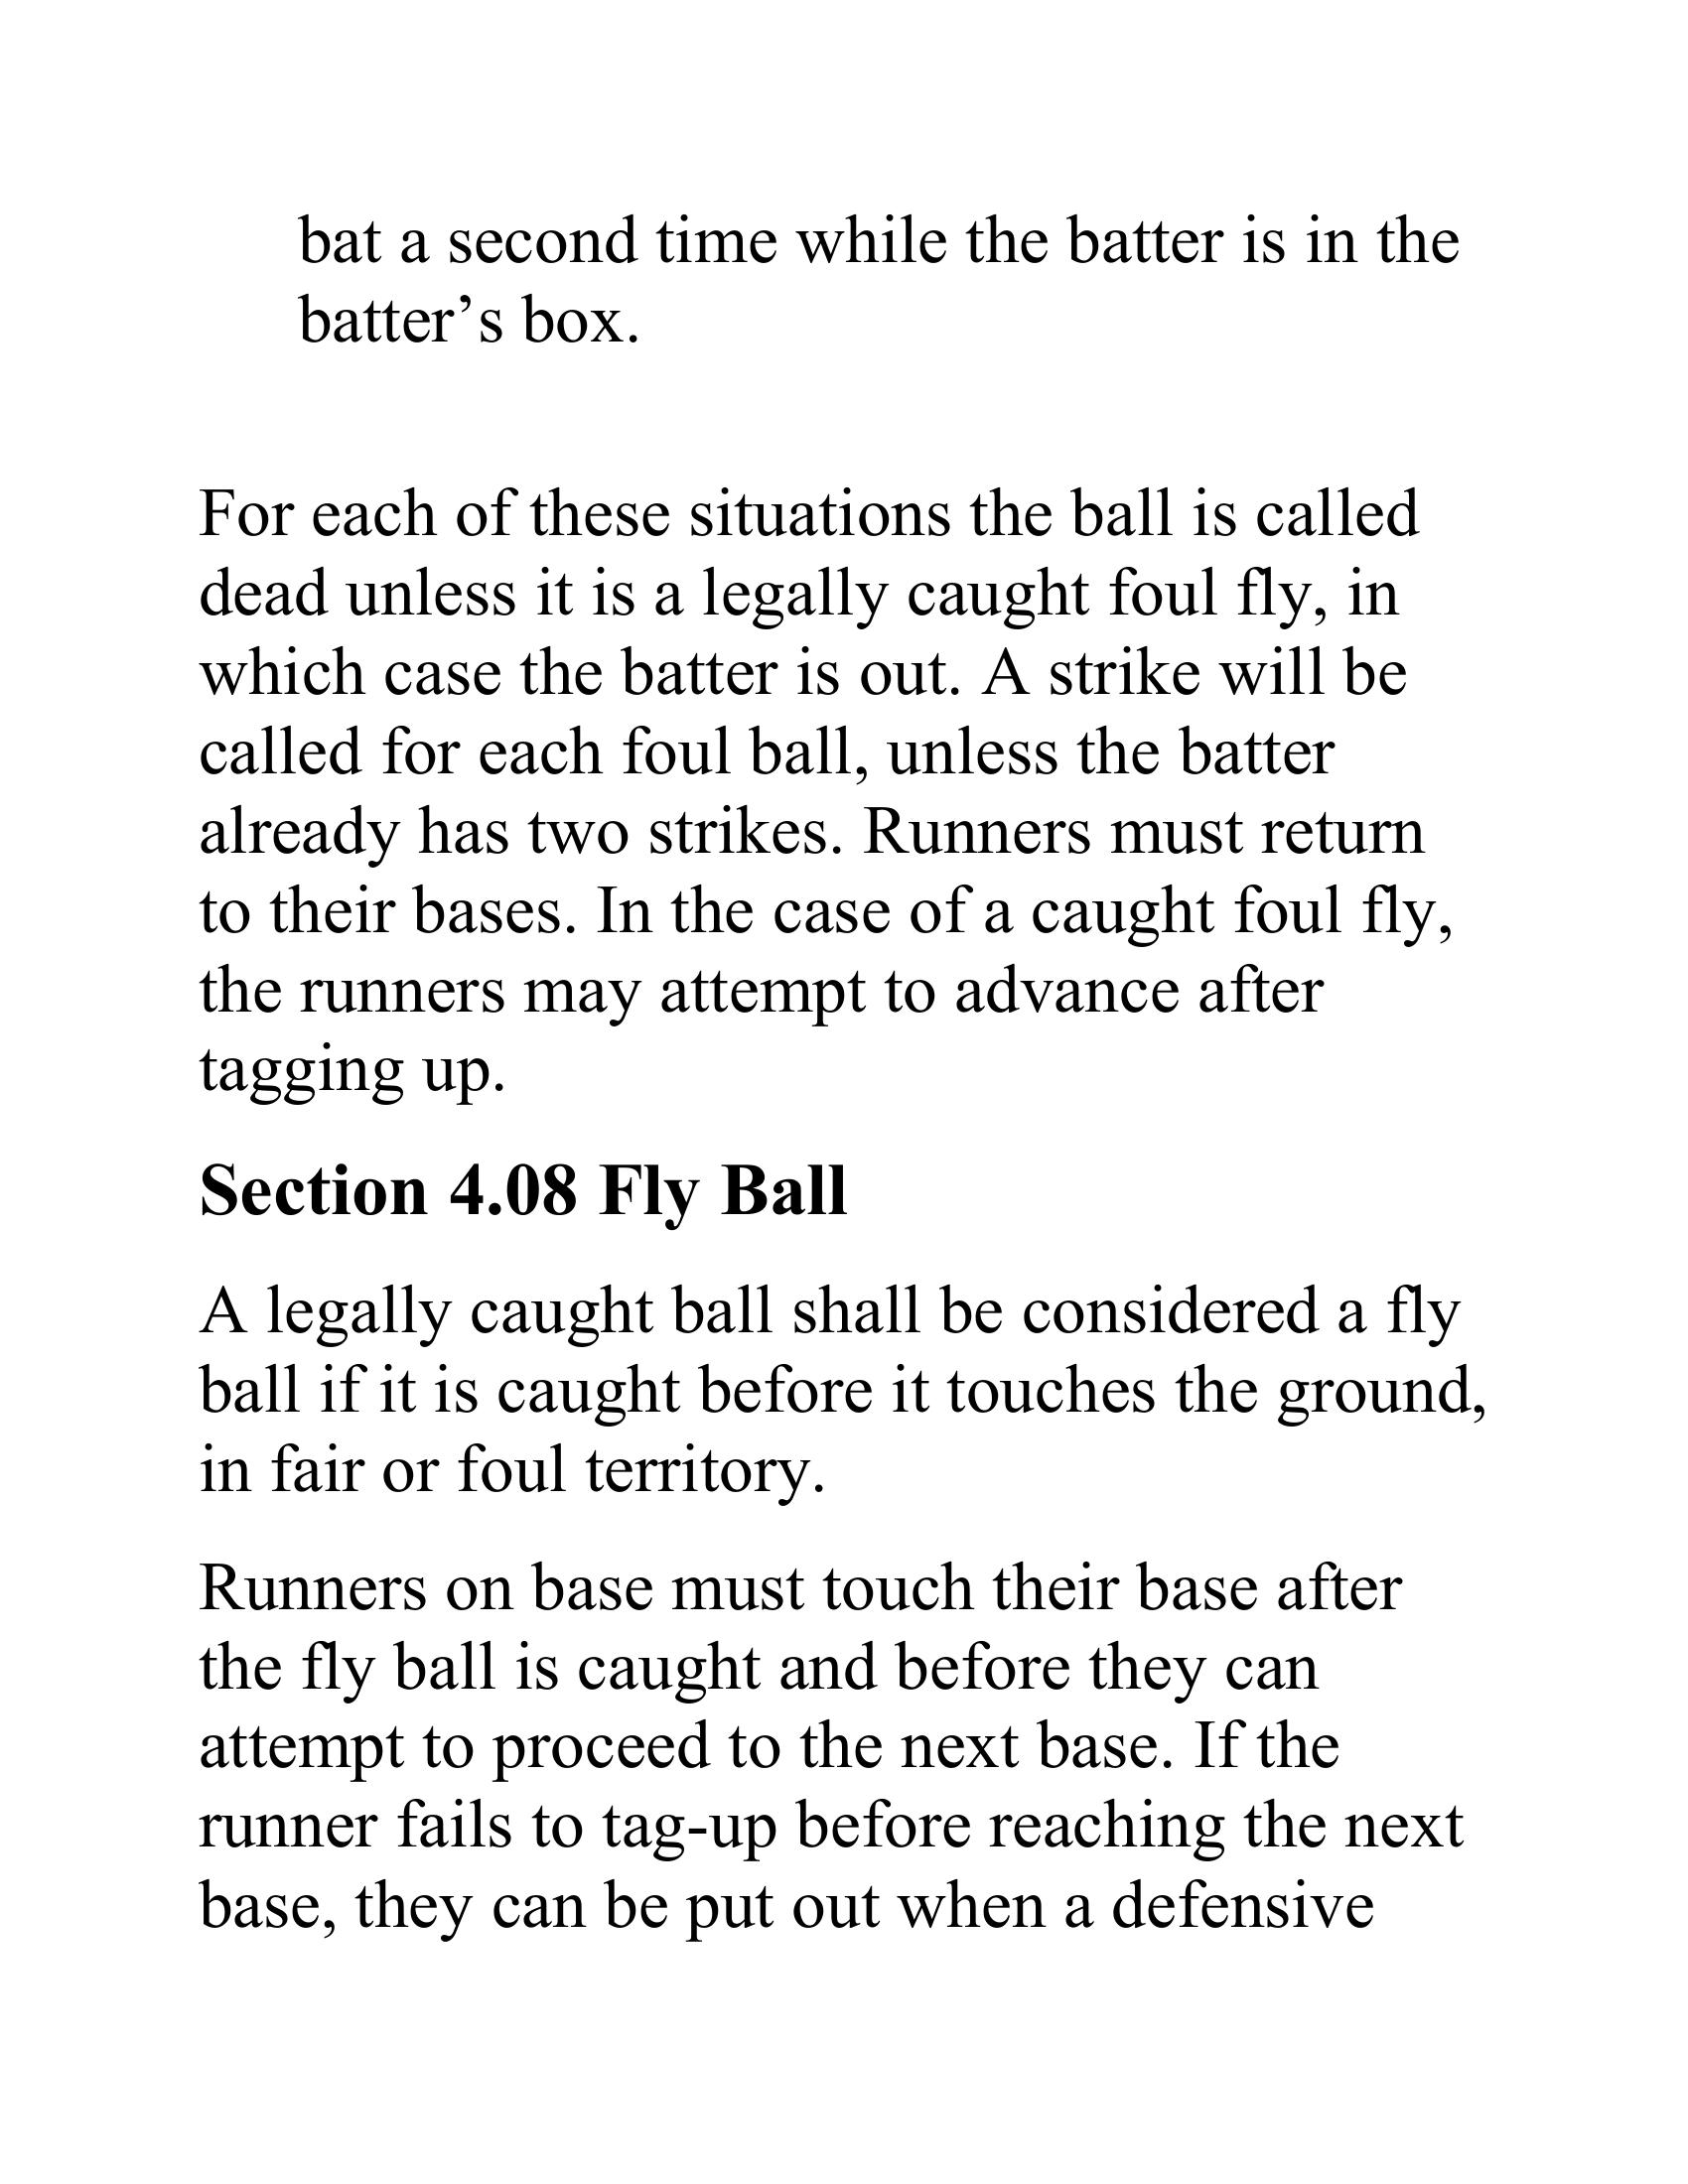 bat a second time while the batter is in the
batter’s box.
For each of these situations the ball is called
dead unless it is a legally caught foul fly, in
which case the batter is out. A strike will be
called for each foul ball, unless the batter
already has two strikes. Runners must return
to their bases. In the case of a caught foul fly,
the runners may attempt to advance after
tagging up.
Section 4.08 Fly Ball
A legally caught ball shall be considered a fly
ball if it is caught before it touches the ground,
in fair or foul territory.
Runners on base must touch their base after
the fly ball is caught and before they can
attempt to proceed to the next base. If the
runner fails to tag-up before reaching the next
base, they can be put out when a defensive